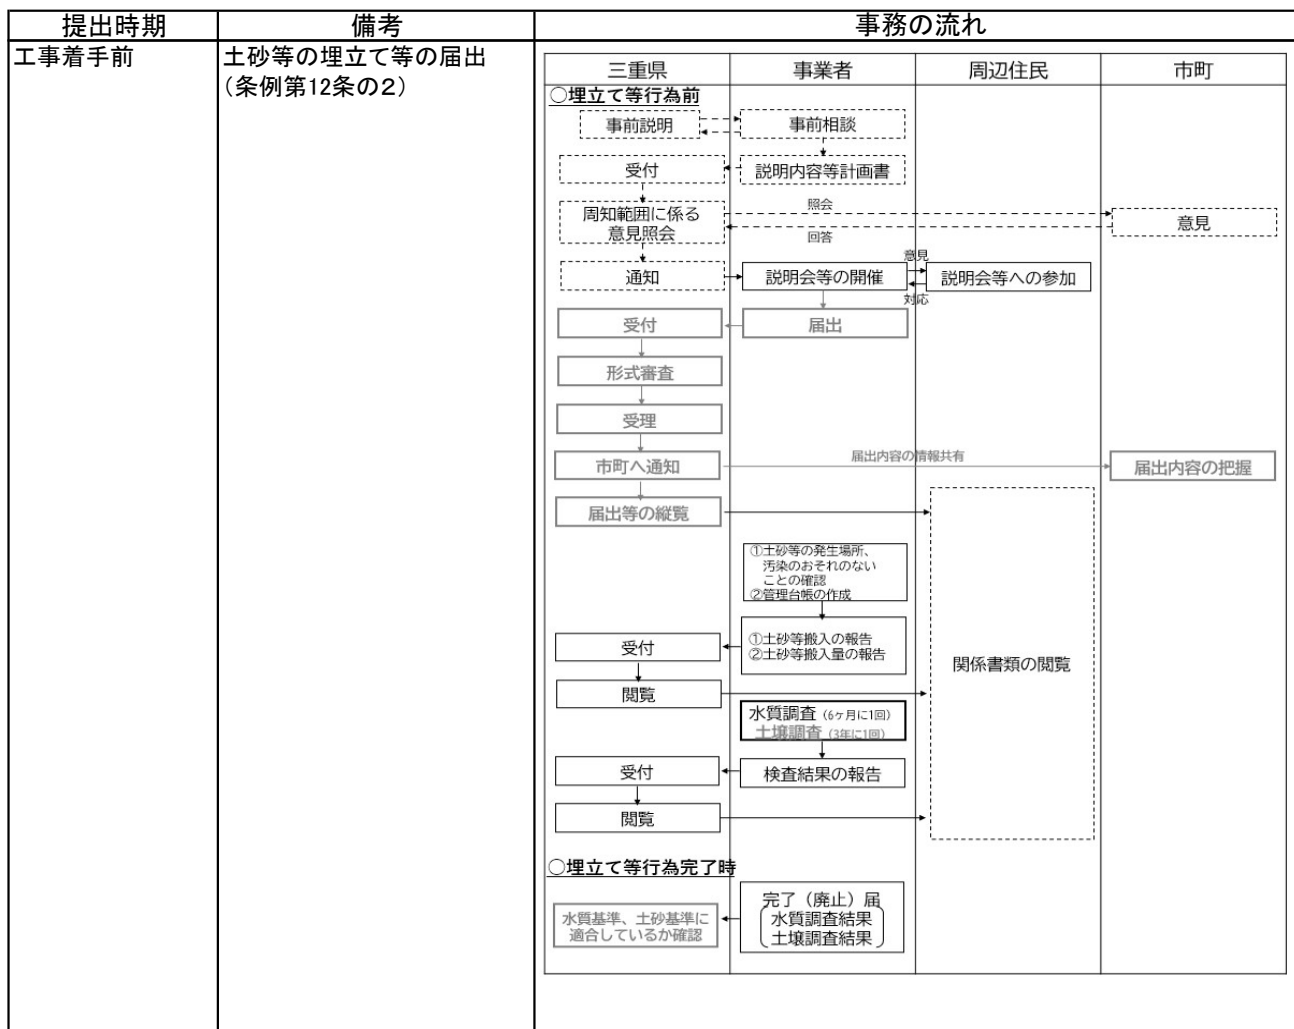 提出時期
備考
事務の流れ
工事着手前
土砂等の埋立て等の届出
（条例第12条の2）
三重県
事業者
周辺住民
市町
○埋立て等行為前
事前説明
事前相談
受付
説明内容等計画書
周知範囲に係る
意見照会
照会
回答
意見
通知
説明会等の開催
意見
対応
説明会等への参加
受付
届出
形式審査
受理
市町へ通知
届出内容の情報共有
届出内容の把握
届出等の縦覧
①土砂等の発生場所、
汚染のおそれのない
ことの確認
②管理台帳の作成
受付
①土砂等搬入の報告
②土砂等搬入量の報告
関係書類の閲覧
閲覧
水質調査（6ヶ月に1回）
土壌調査（3年に1回）
受付
検査結果の報告
閲覧
○埋立て等行為完了時
水質基準、土砂基準に
適合しているか確認
完了（廃止）届
水質調査結果
土壌調査結果